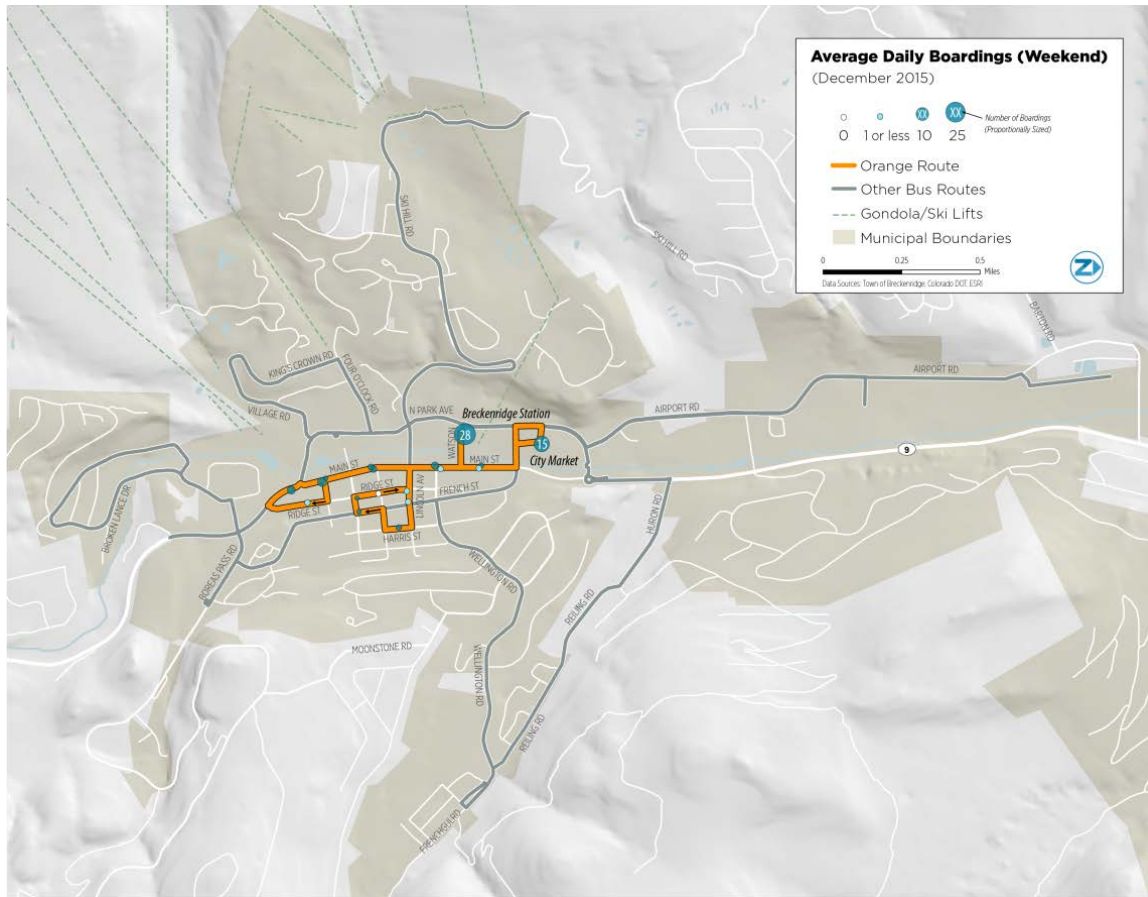 Average Daily Boardings (Weekend)
(December 2015)
XX
XX
Number of Boardings
(Proportionally Sized)
0
1 or less
10
25
Orange Route
Other Bus Routes
Gondola/Ski Lifts
Municipal Boundaries
0
0.25
0.5
Miles
Data Sources: Town of Breckenridge, Colorado DOT, ESRI
Z
SKI HILL RD
SKI HILL RD
BARTON RD
AIRPORT RD
KING'S CROWN RD
FOUR O'CLOCK RD
VILLAGE RD
N PARK AVE
Breckenridge Station
AIRPORT RD
28
WATSON
15
City Market
9
MAIN ST
MAIN ST
RIDGE ST
FRENCH ST
LINCOLN AV
RIDGE ST
HARRIS ST
BROKEN LANCE DR
BOREAS PASS RD
HURON RD
WELLINGTON RD
REILING RD
MOONSTONE RD
WELLINGTON RD
REILING RD